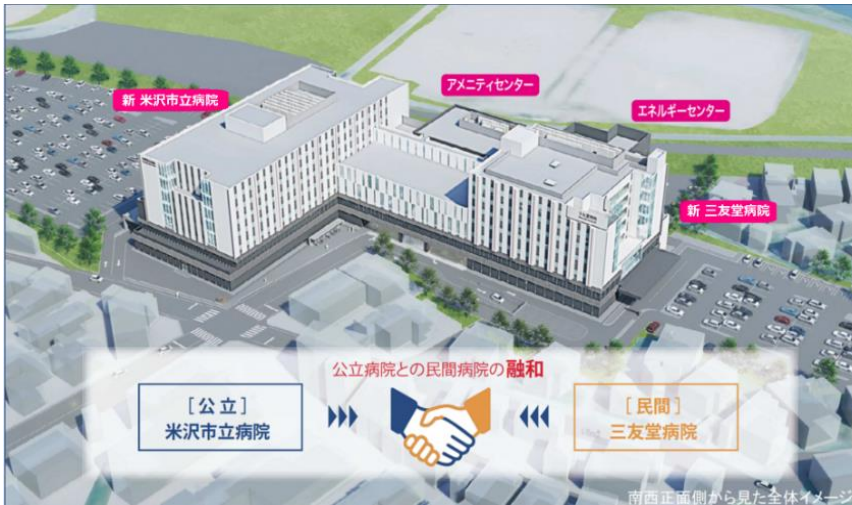 アメニティセンター
新 米沢市立病院
エネルギーセンター
新 三友堂病院
公立病院との民間病院の融和
[公立]
米沢市立病院
[民間]
三友堂病院
南西正面側から見た全体イメージ